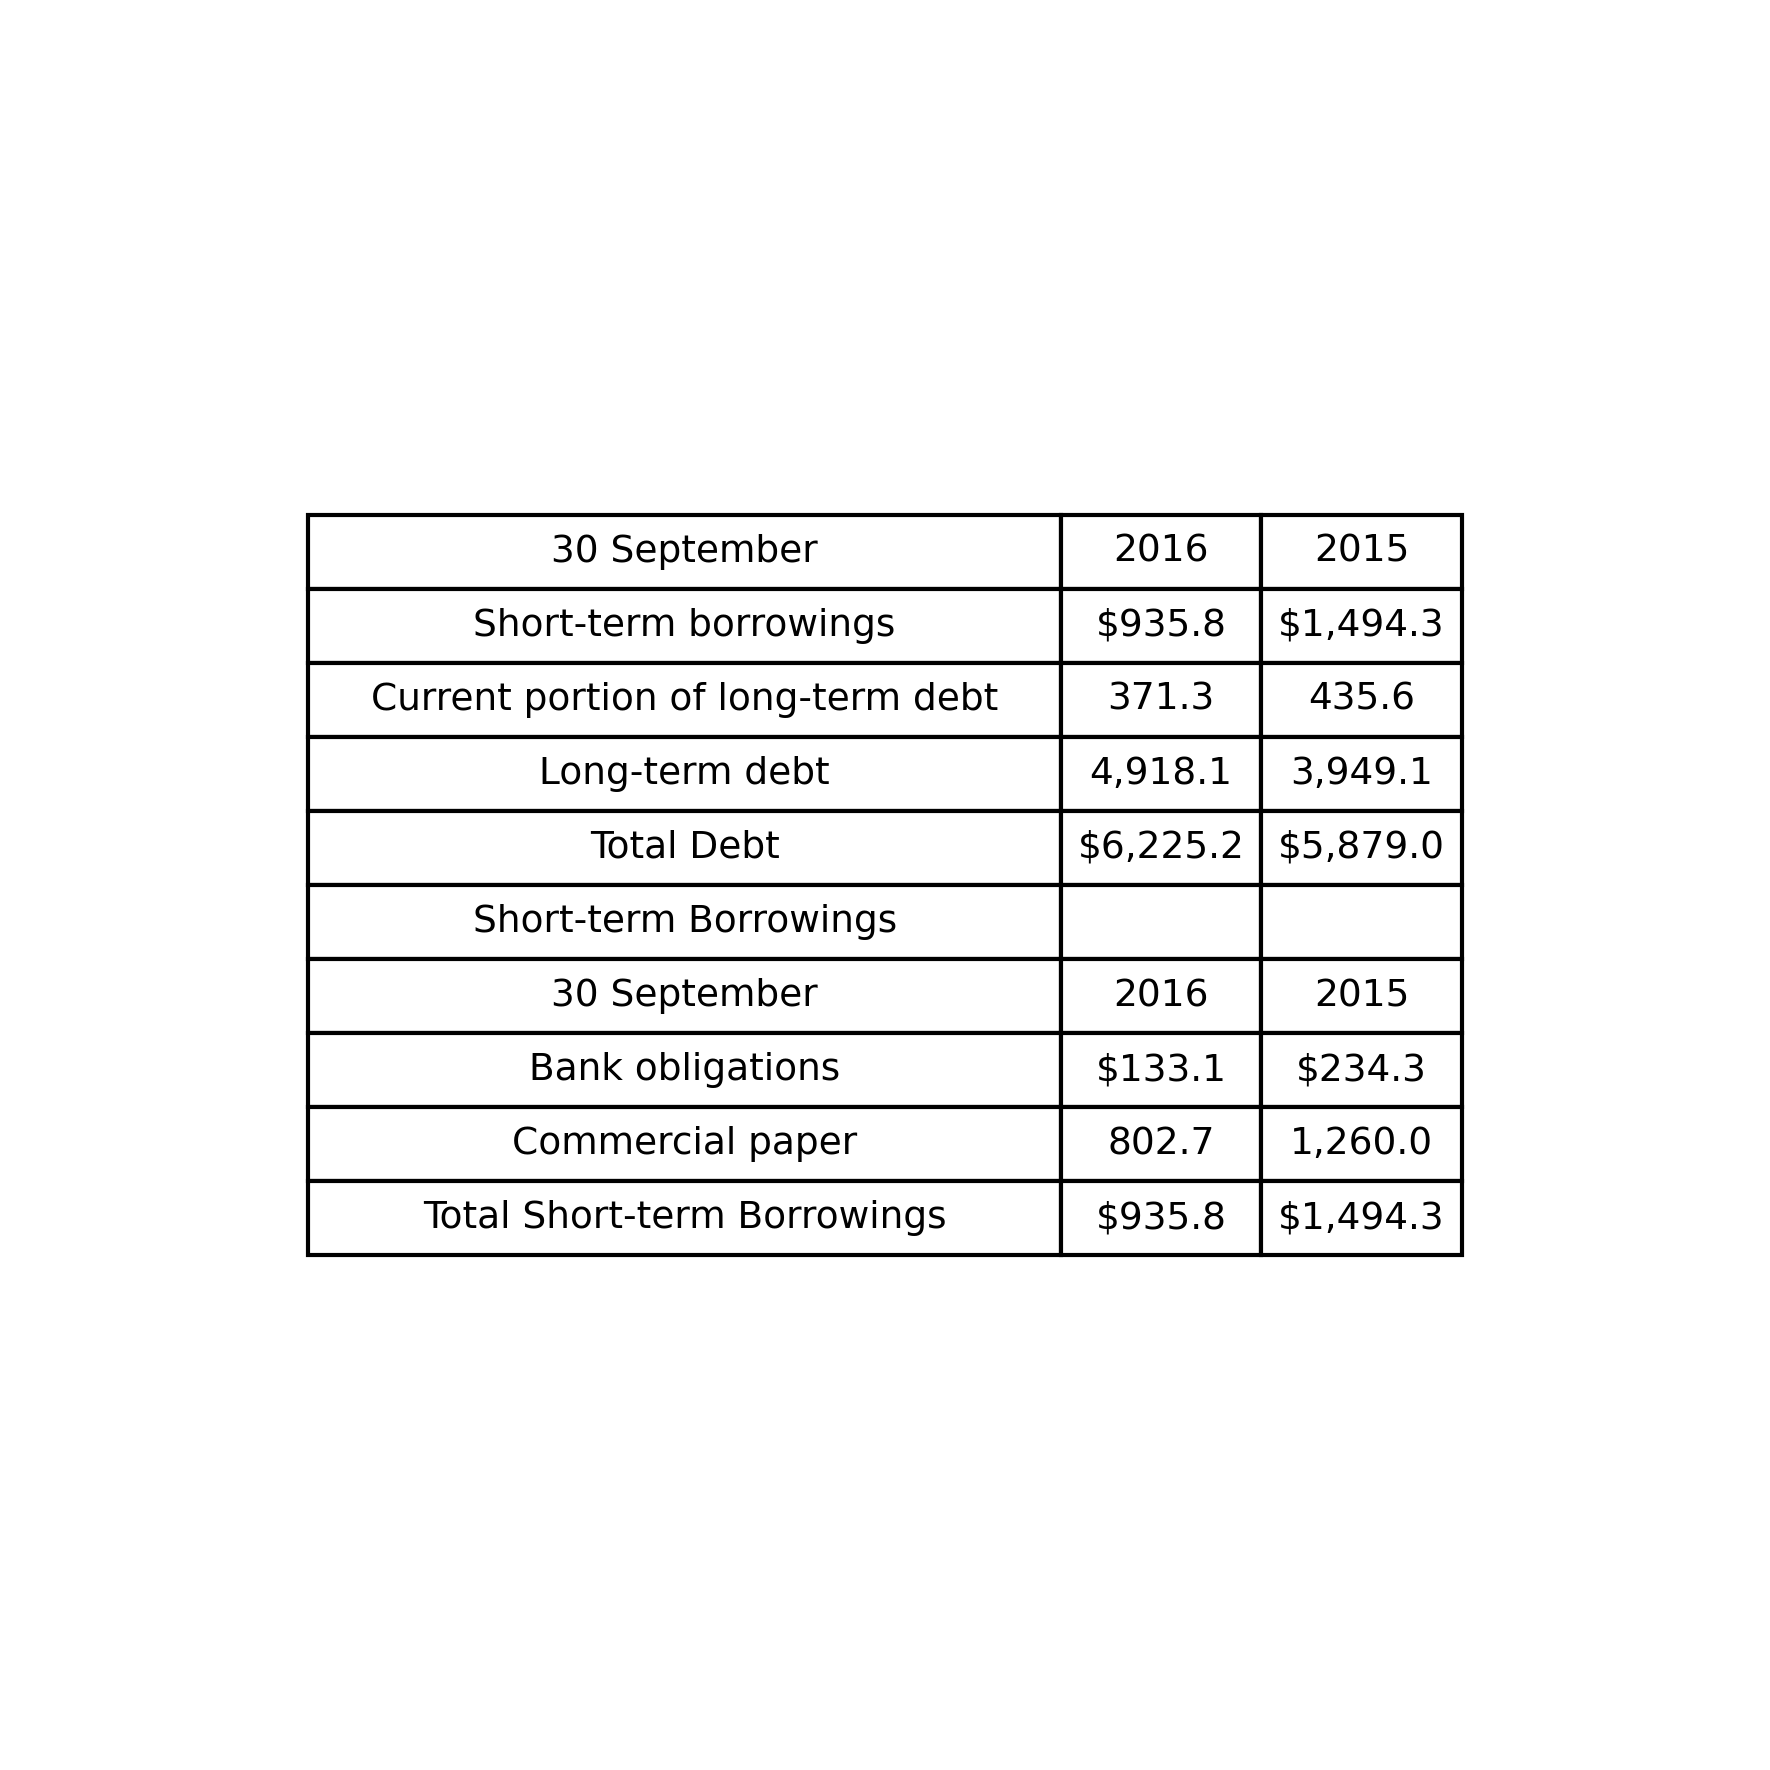 30 September 2016 2015
Short-term borrowings $935.8 $1,494.3
Current portion of long-term debt 371.3 435.6
Long-term debt 4,918.1 3,949.1
Total Debt $6,225.2 $5,879.0
Short-term Borrowings
30 September 2016 2015
Bank obligations $133.1 $234.3
Commercial paper 802.7 1,260.0
Total Short-term Borrowings $935.8 $1,494.3